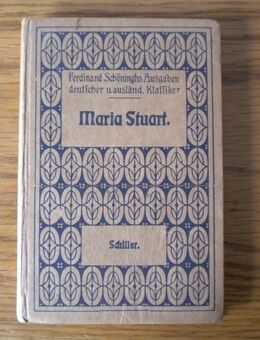 Ferdinand Schöninghs Ausgaben
deutscher u. ausländ. Klassiker
Maria Stuart.
Schiller.